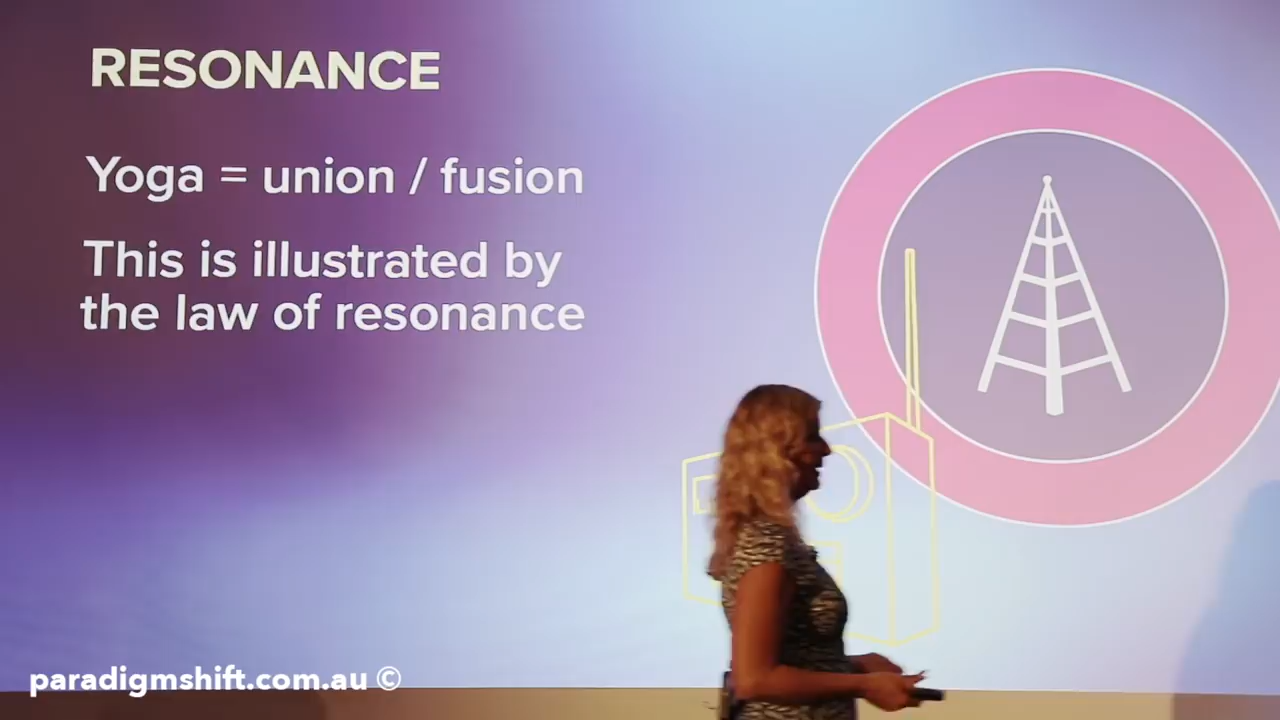 RESONANCE
Yoga = union / fusion
This is illustrated by
the law of resonance
paradigmshift.com.au ©